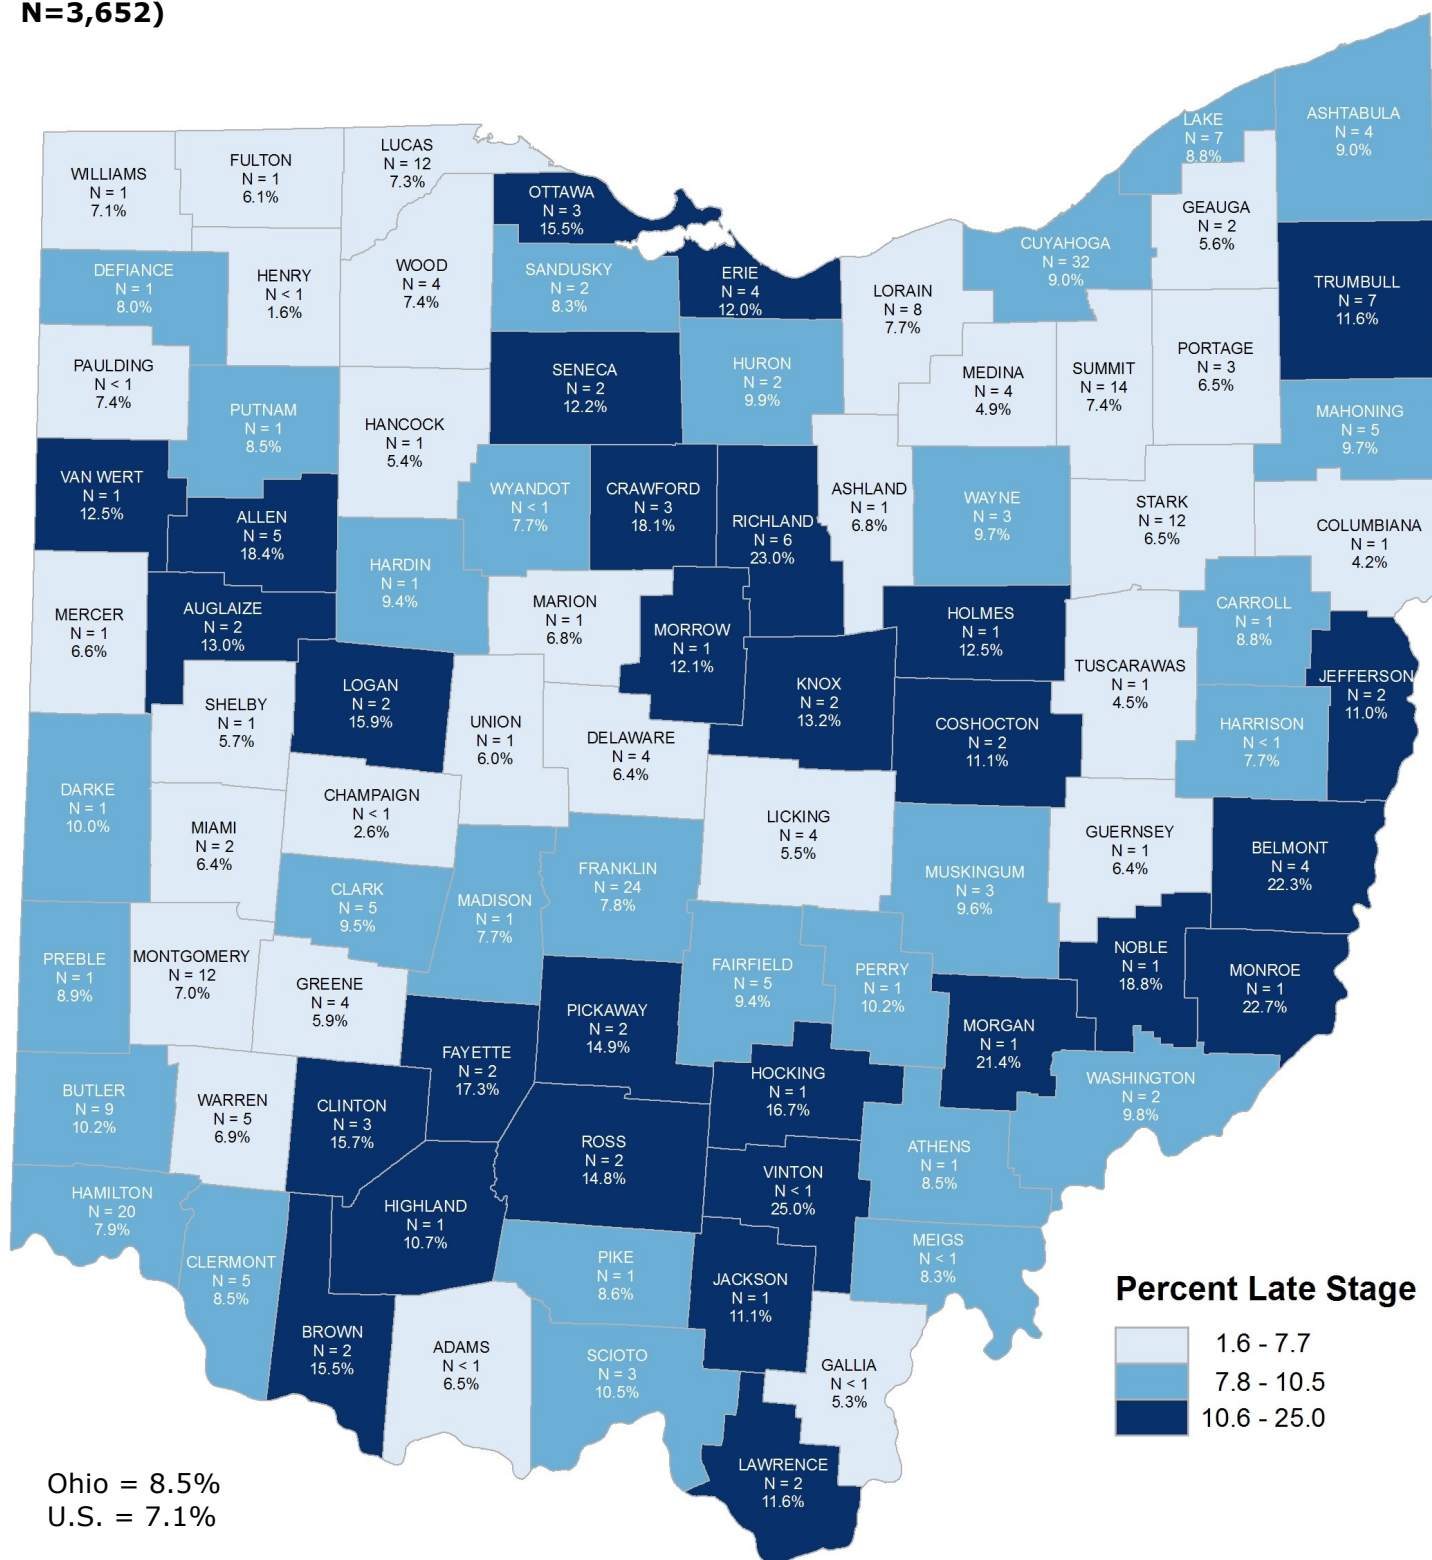 N=3,652)
WILLIAMS
N = 1
7.1%
FULTON
N = 1
6.1%
LUCAS
N = 12
7.3%
OTTAWA
N = 3
15.5%
LAKE
N = 7
8.8%
ASHTABULA
N = 4
9.0%
GEAUGA
N = 2
5.6%
CUYAHOGA
N = 32
9.0%
DEFIANCE
N = 1
8.0%
HENRY
N < 1
1.6%
WOOD
N = 4
7.4%
SANDUSKY
N = 2
8.3%
ERIE
N = 4
12.0%
LORAIN
N = 8
7.7%
TRUMBULL
N = 7
11.6%
PAULDING
N < 1
7.4%
PUTNAM
N = 1
8.5%
HANCOCK
N = 1
5.4%
SENECA
N = 2
12.2%
HURON
N = 2
9.9%
MEDINA
N = 4
4.9%
SUMMIT
N = 14
7.4%
PORTAGE
N = 3
6.5%
MAHONING
N = 5
9.7%
VAN WERT
N = 1
12.5%
ALLEN
N = 5
18.4%
WYANDOT
N < 1
7.7%
CRAWFORD
N = 3
18.1%
RICHLAND
N = 6
23.0%
ASHLAND
N = 1
6.8%
WAYNE
N = 3
9.7%
STARK
N = 12
6.5%
COLUMBIANA
N = 1
4.2%
HARDIN
N = 1
9.4%
MERCER
N = 1
6.6%
AUGLAIZE
N = 2
13.0%
MARION
N = 1
6.8%
MORROW
N = 1
12.1%
HOLMES
N = 1
12.5%
CARROLL
N = 1
8.8%
TUSCARAWAS
N = 1
4.5%
JEFFERSON
N = 2
11.0%
SHELBY
N = 1
5.7%
LOGAN
N = 2
15.9%
UNION
N = 1
6.0%
DELAWARE
N = 4
6.4%
KNOX
N = 2
13.2%
COSHOCTON
N = 2
11.1%
HARRISON
N < 1
7.7%
DARKE
N = 1
10.0%
MIAMI
N = 2
6.4%
CHAMPAIGN
N < 1
2.6%
LICKING
N = 4
5.5%
GUERNSEY
N = 1
6.4%
BELMONT
N = 4
22.3%
CLARK
N = 5
9.5%
MADISON
N = 1
7.7%
FRANKLIN
N = 24
7.8%
MUSKINGUM
N = 3
9.6%
PREBLE
N = 1
8.9%
MONTGOMERY
N = 12
7.0%
GREENE
N = 4
5.9%
FAIRFIELD
N = 5
9.4%
PERRY
N = 1
10.2%
NOBLE
N = 1
18.8%
MONROE
N = 1
22.7%
PICKAWAY
N = 2
14.9%
MORGAN
N = 1
21.4%
FAYETTE
N = 2
17.3%
HOCKING
N = 1
16.7%
WASHINGTON
N = 2
9.8%
BUTLER
N = 9
10.2%
WARREN
N = 5
6.9%
CLINTON
N = 3
15.7%
ROSS
N = 2
14.8%
ATHENS
N = 1
8.5%
VINTON
N < 1
25.0%
HAMILTON
N = 20
7.9%
HIGHLAND
N = 1
10.7%
CLERMONT
N = 5
8.5%
PIKE
N = 1
8.6%
JACKSON
N = 1
11.1%
MEIGS
N < 1
8.3%
BROWN
N = 2
15.5%
ADAMS
N < 1
6.5%
SCIOTO
N = 3
10.5%
GALLIA
N < 1
5.3%
LAWRENCE
N = 2
11.6%
Percent Late Stage
1.6 - 7.7
7.8 - 10.5
10.6 - 25.0
Ohio = 8.5%
U.S. = 7.1%